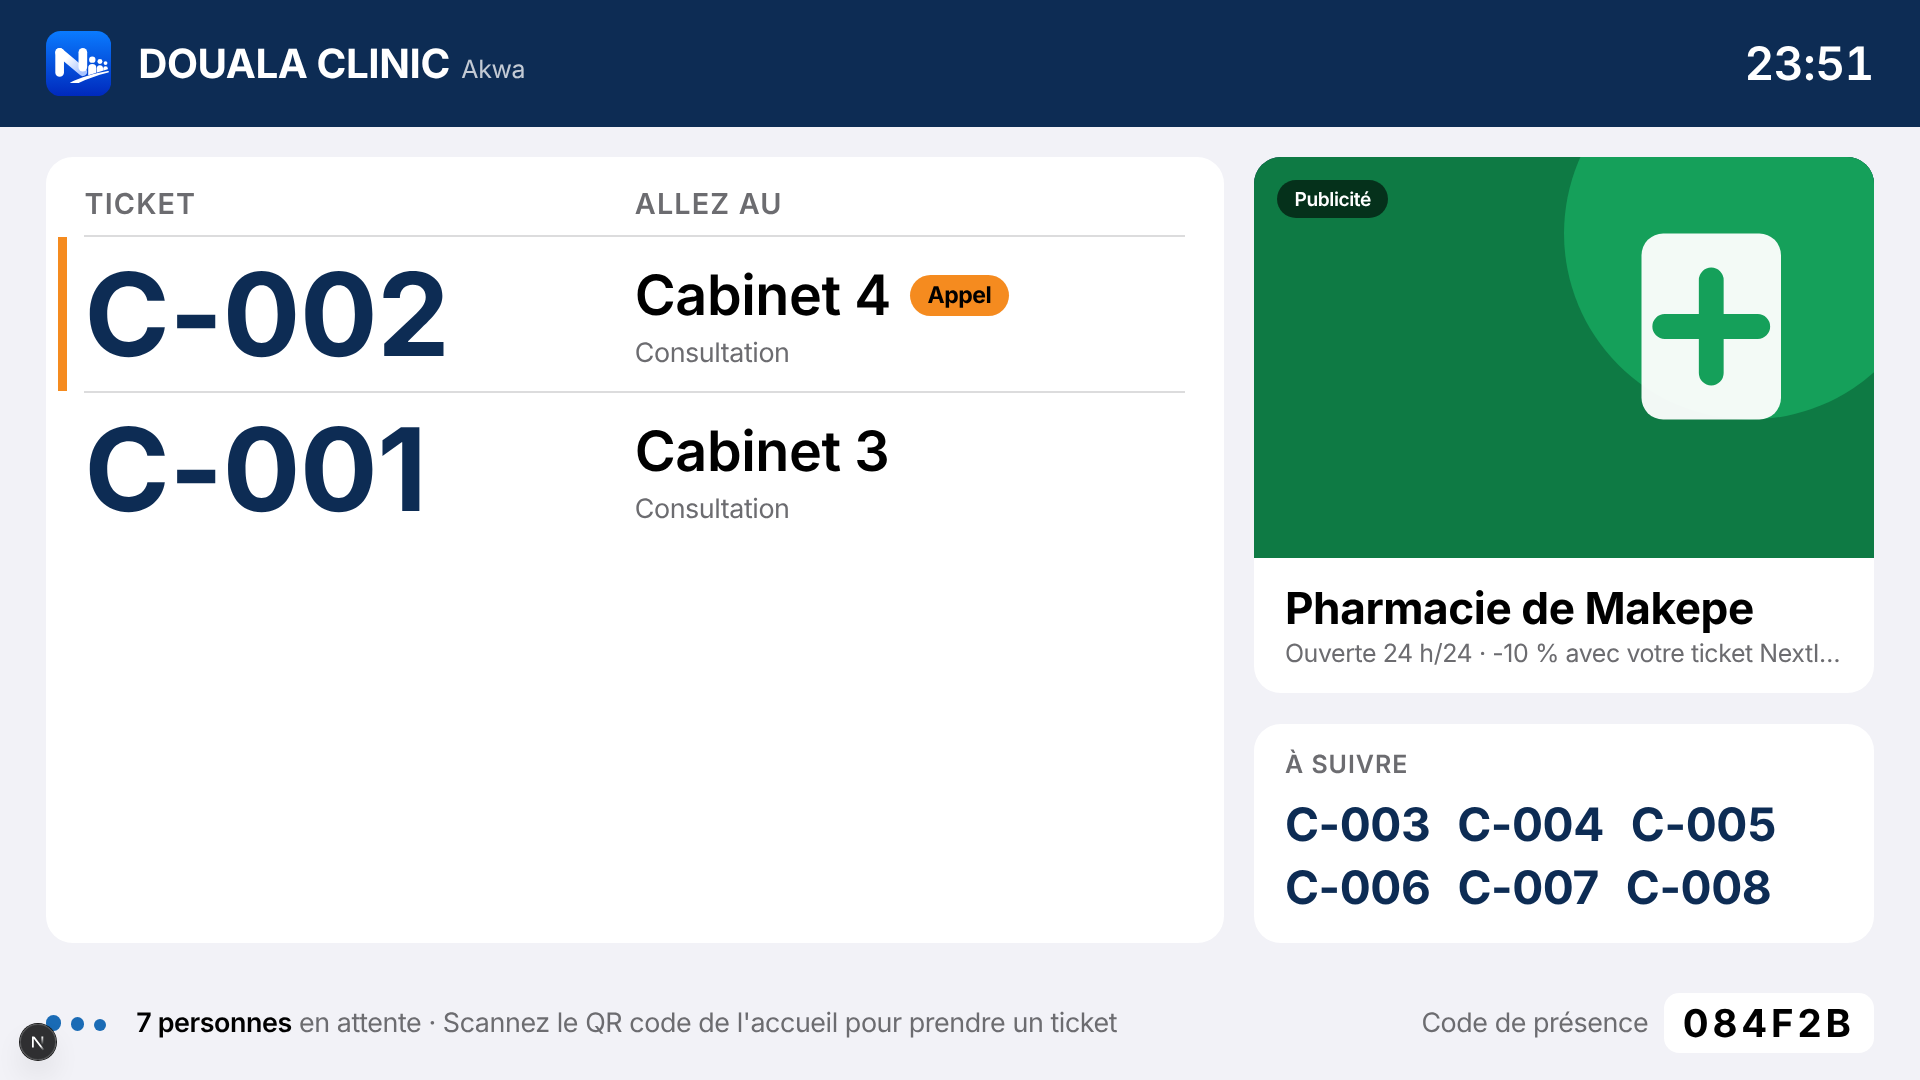 DOUALA CLINIC Akwa
23:51
TICKET ALLEZ AU
C-002 Cabinet 4 Appel
Consultation
C-001 Cabinet 3
Consultation
Publicité
Pharmacie de Makepe
Ouverte 24 h/24 · -10 % avec votre ticket Nextl...
À SUIVRE
C-003 C-004 C-005
C-006 C-007 C-008
7 personnes en attente · Scannez le QR code de l'accueil pour prendre un ticket
Code de présence 084F2B
N